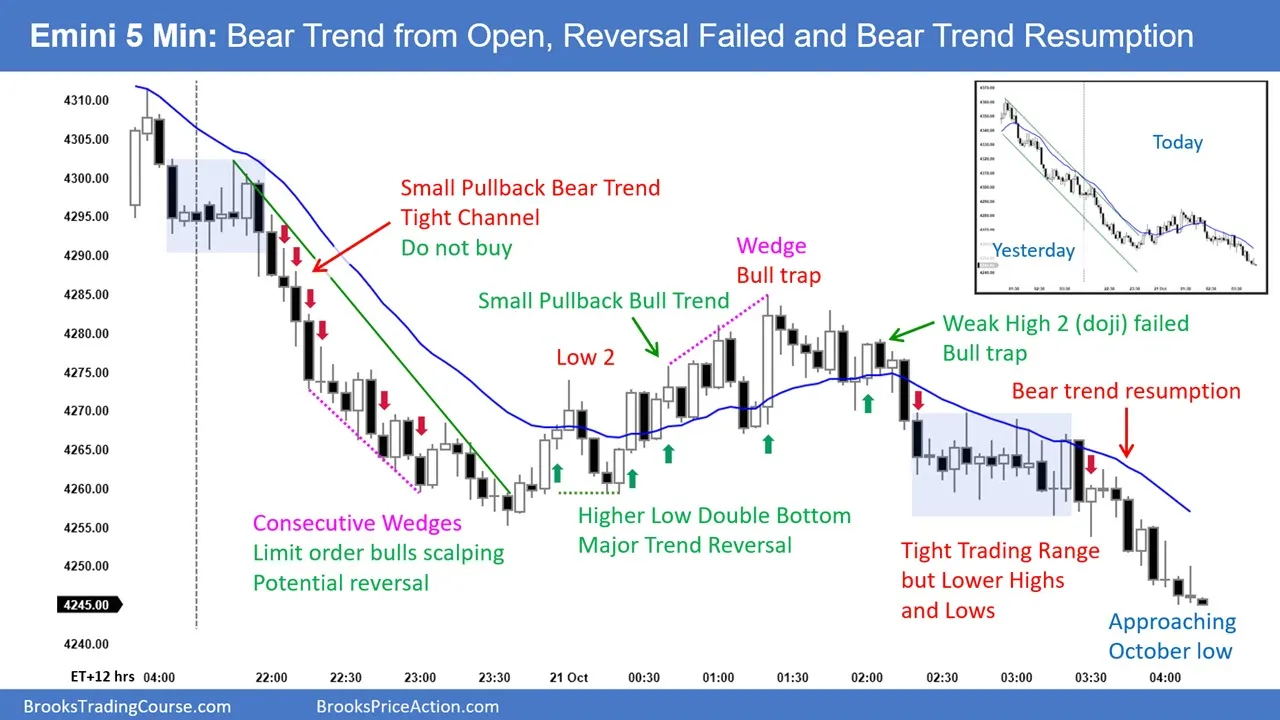 Emini 5 Min: Bear Trend from Open, Reversal Failed and Bear Trend Resumption
4310.00
4305.00
4300.00
4295.00
4290.00
4285.00
4280.00
4275.00
4270.00
4265.00
4260.00
4255.00
4250.00
4245.00
4240.00
Small Pullback Bear Trend
Tight Channel
Do not buy
Consecutive Wedges
Limit order bulls scalping
Potential reversal
Low 2
Small Pullback Bull Trend
Wedge
Bull trap
Higher Low Double Bottom
Major Trend Reversal
Weak High 2 (doji) failed
Bull trap
Bear trend resumption
Tight Trading Range
but Lower Highs
and Lows
Approaching
October low
Today
Yesterday
ET+12 hrs 04:00 22:00 22:30 23:00 23:30 21 Oct 00:30 01:00 01:30 02:00 02:30 03:00 03:30 04:00
BrooksTradingCourse.com BrooksPriceAction.com